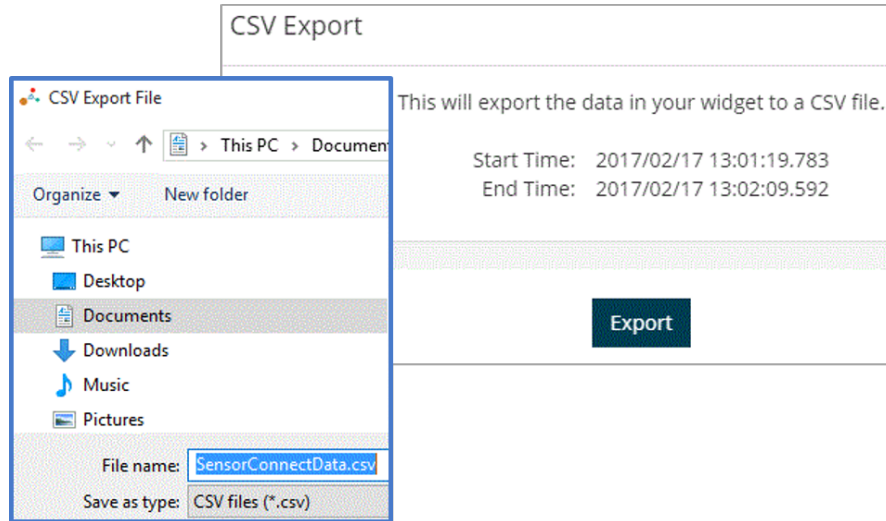 CSV Export
This will export the data in your widget to a CSV file.
Start Time: 2017/02/17 13:01:19.783
End Time: 2017/02/17 13:02:09.592
Export
CSV Export File
This PC > Documen
Organize New folder
This PC
Desktop
Documents
Downloads
Music
Pictures
File name: SensorConnectData.csv
Save as type: CSV files (*.csv)